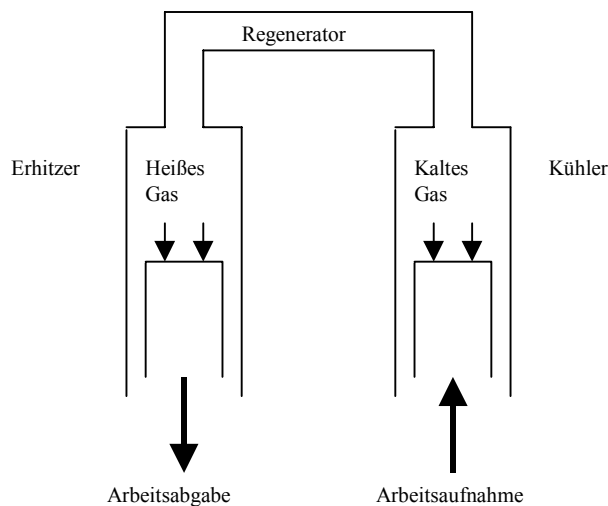 Regenerator
Erhitzer
Heißes
Gas
Kaltes
Gas
Kühler
Arbeitsabgabe
Arbeitsaufnahme